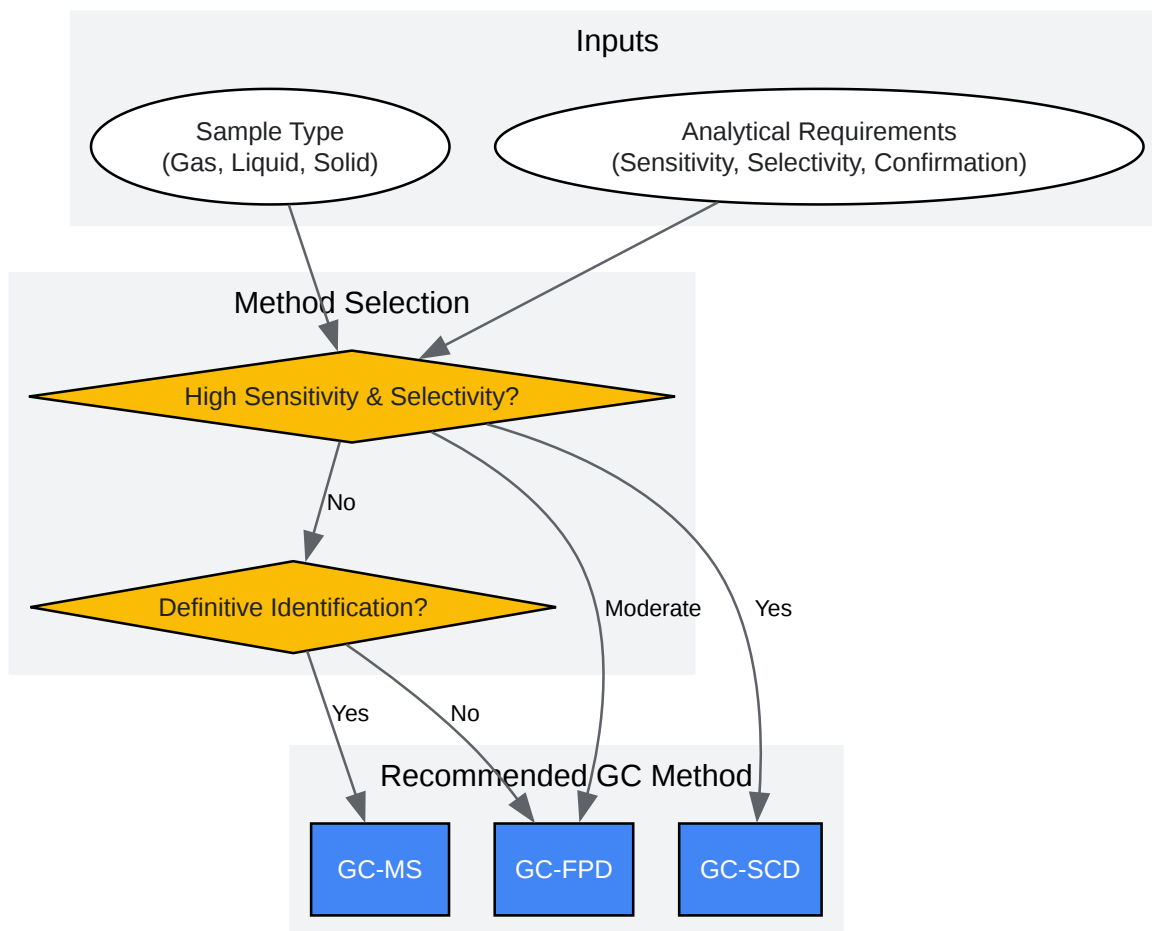 Inputs
Sample Type
(Gas, Liquid, Solid)
Analytical Requirements
(Sensitivity, Selectivity, Confirmation)
Method Selection
High Sensitivity & Selectivity?
No
Definitive Identification?
Moderate
Yes
Yes
No
Recommended GC Method
GC-MS
GC-FPD
GC-SCD